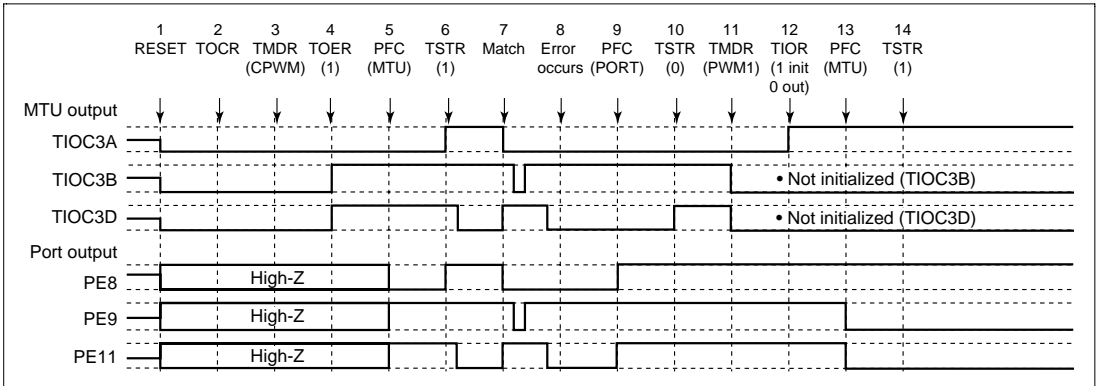 1 2 3 4 5 6 7 8 9 10 11 12 13 14
RESET TOCR TMDR TOER PFC TSTR Match Error PFC TSTR TMDR TIOR PFC TSTR
(CPWM) (1) (MTU) (1) occurs (PORT) (0) (PWM1) (1 init (MTU) (1)
0 out)
MTU output
TIOC3A
TIOC3B • Not initialized (TIOC3B)
TIOC3D • Not initialized (TIOC3D)
Port output
PE8 High-Z
PE9 High-Z
PE11 High-Z